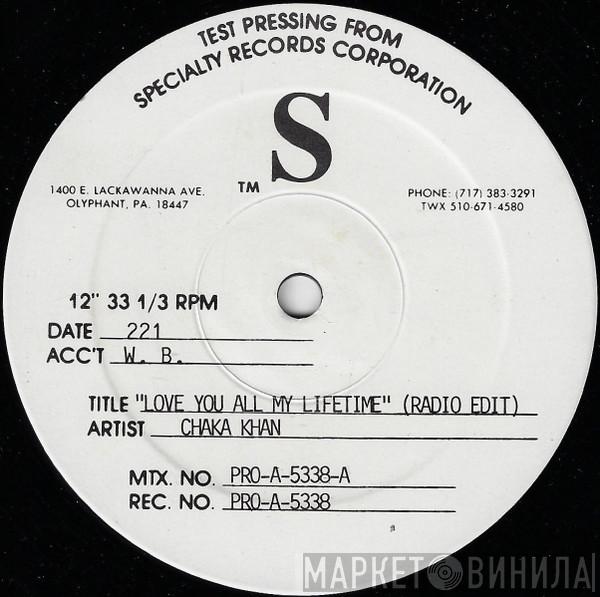 TEST PRESSING FROM
SPECIALTY RECORDS CORPORATION
S
TM
1400 E. LACKAWANNA AVE.
OLYPHANT, PA. 18447
PHONE: (717) 383-3291
TWX 510-671-4580
12" 33 1/3 RPM
DATE 221
ACC'T W. B.
TITLE "LOVE YOU ALL MY LIFETIME" (RADIO EDIT)
ARTIST CHAKA KHAN
MTX. NO. PRO-A-5338-A
REC. NO. PRO-A-5338
МАРКЕТ ВИНИЛА